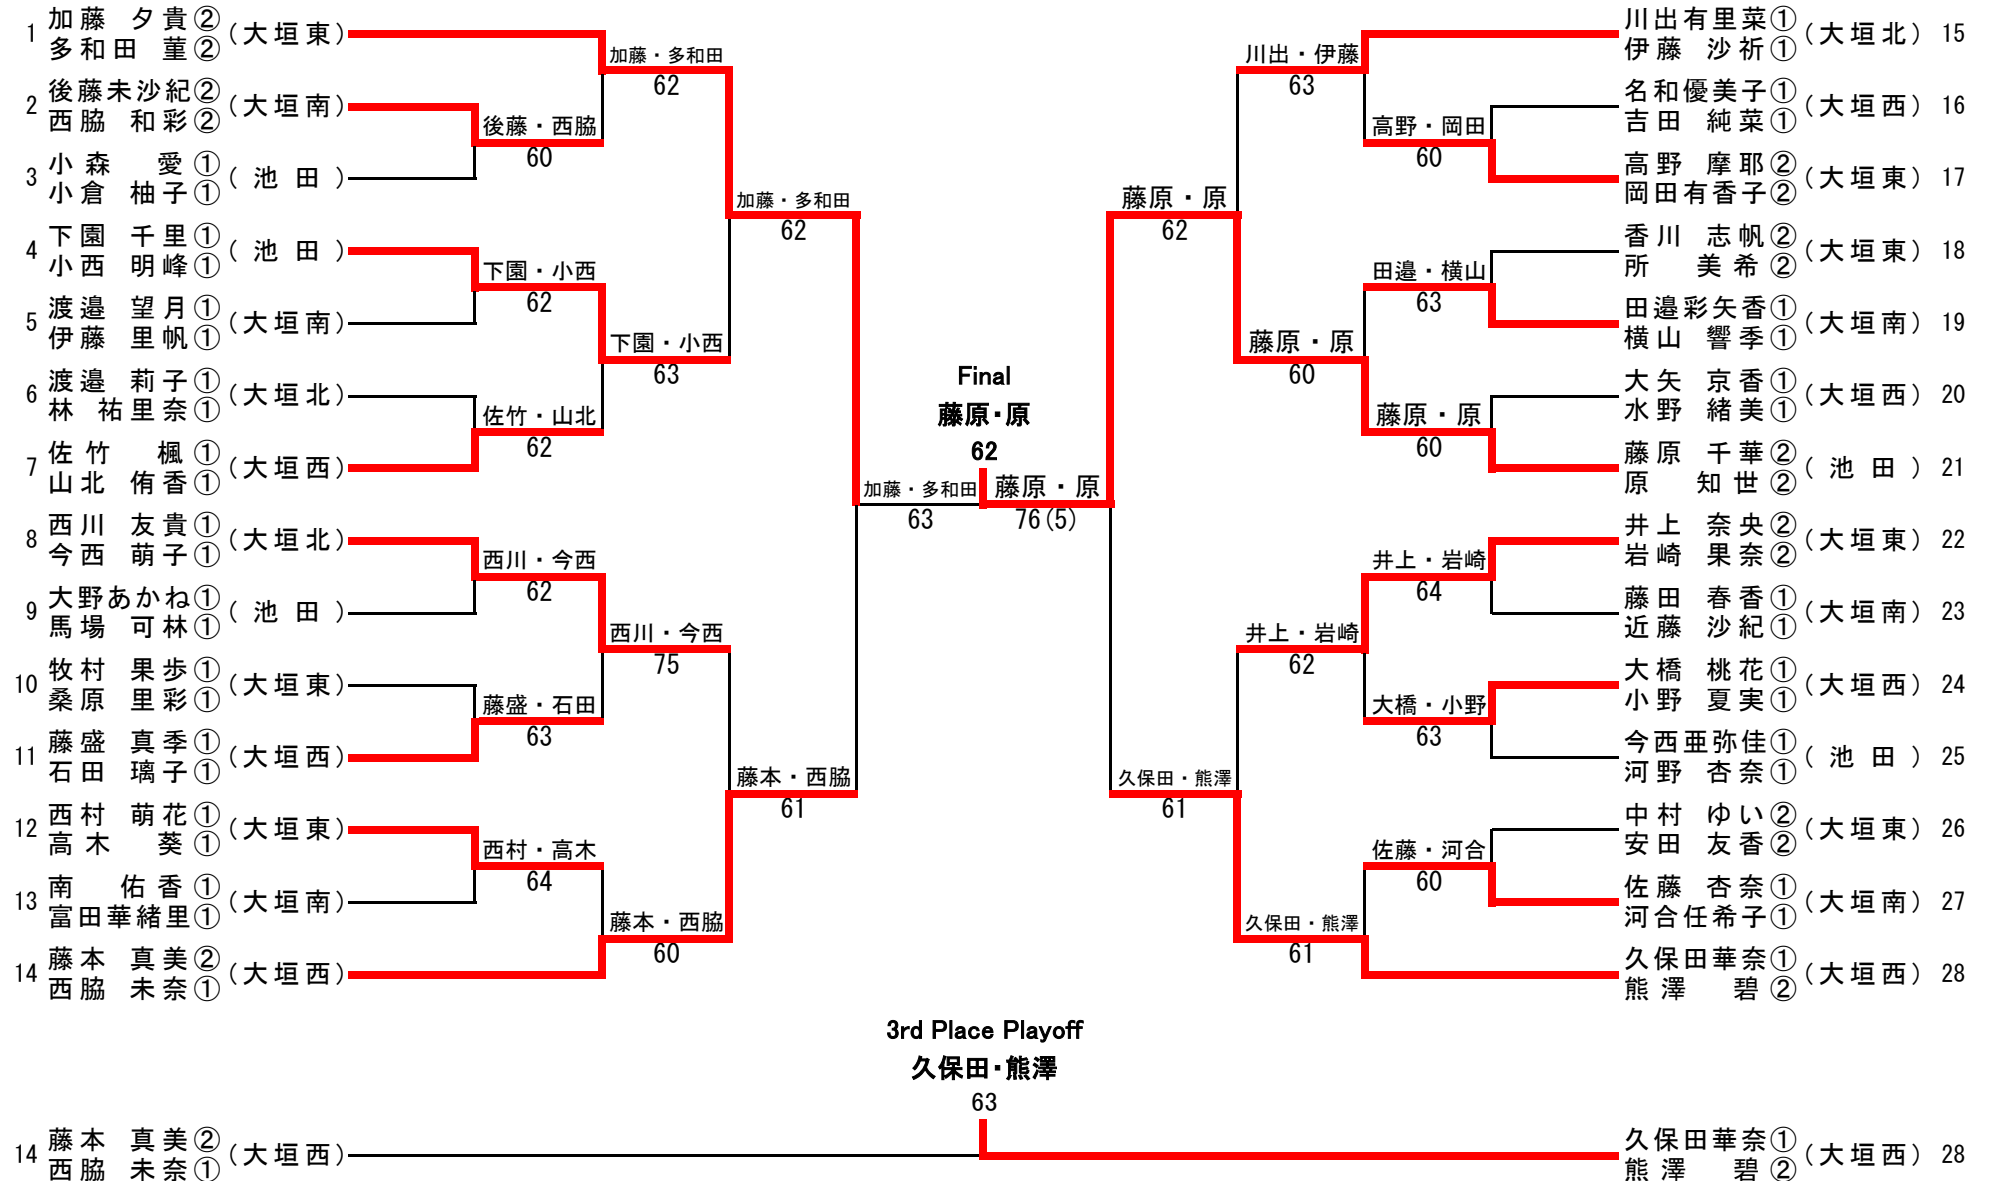 1 加藤 夕貴② (大垣東)
多和田 菫②
2 後藤未沙紀② (大垣南)
西脇 和彩②
3 小森 愛① (池田)
小倉 柚子①
4 下園 千里① (池田)
小西 明峰①
5 渡邉 望月① (大垣南)
伊藤 里帆①
6 渡邉 莉子① (大垣北)
林 祐里奈①
7 佐竹 楓① (大垣西)
山北 侑香①
8 西川 友貴① (大垣北)
今西 萌子①
9 大野あかね① (池田)
馬場 可林①
10 牧村 果歩① (大垣東)
桑原 里彩①
11 藤盛 真季① (大垣西)
石田 璃子①
12 西村 萌花① (大垣東)
高木 葵①
13 南 佑香① (大垣南)
富田華緒里①
14 藤本 真美② (大垣西)
西脇 未奈①
後藤・西脇
60
下園・小西
62
佐竹・山北
62
西川・今西
62
藤盛・石田
63
西村・高木
64
加藤・多和田
62
下園・小西
63
西川・今西
75
藤本・西脇
60
加藤・多和田
62
藤本・西脇
61
加藤・多和田
63
Final
藤原・原
62
藤原・原
76(5)
藤原・原
62
久保田・熊澤
61
川出・伊藤
63
藤原・原
60
井上・岩崎
62
久保田・熊澤
61
高野・岡田
60
田邉・横山
63
藤原・原
60
井上・岩崎
64
大橋・小野
63
佐藤・河合
60
川出有里菜① (大垣北) 15
伊藤 沙祈①
名和優美子① (大垣西) 16
吉田 純菜①
高野 摩耶② (大垣東) 17
岡田有香子②
香川 志帆② (大垣東) 18
所 美希②
田邉彩矢香① (大垣南) 19
横山 響季①
大矢 京香① (大垣西) 20
水野 緒美①
藤原 千華② (池田) 21
原 知世②
井上 奈央② (大垣東) 22
岩崎 果奈②
藤田 春香① (大垣南) 23
近藤 沙紀①
大橋 桃花① (大垣西) 24
小野 夏実①
今西亜弥佳① (池田) 25
河野 杏奈①
中村 ゆい② (大垣東) 26
安田 友香②
佐藤 杏奈① (大垣南) 27
河合任希子①
久保田華奈① (大垣西) 28
熊澤 碧②
3rd Place Playoff
久保田・熊澤
63
14 藤本 真美② (大垣西)
西脇 未奈①
久保田華奈① (大垣西) 28
熊澤 碧②